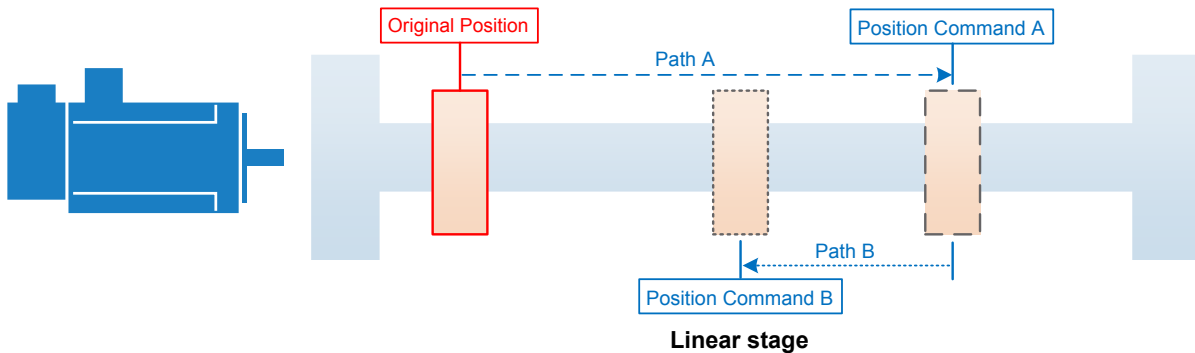 Original Position
Position Command A
Path A
Path B
Position Command B
Linear stage